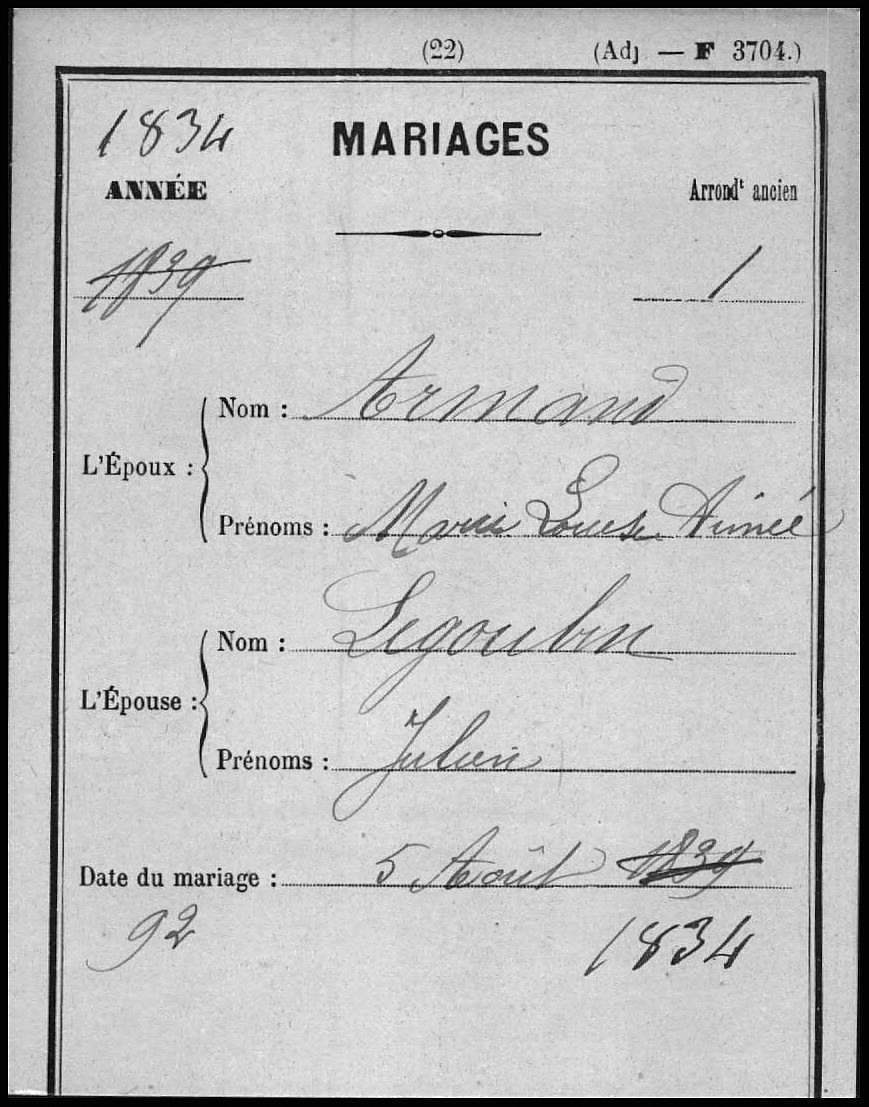 (22) (Adj — F 3704.)
1834 MARIAGES
ANNÉE Arrondt ancien
1839 1
Nom : Armand
L'Époux :
Prénoms : Marie Louise Aimée
Nom : Legoubin
L'Épouse :
Prénoms : Julien
Date du mariage : 5 Août 1839
92 1834